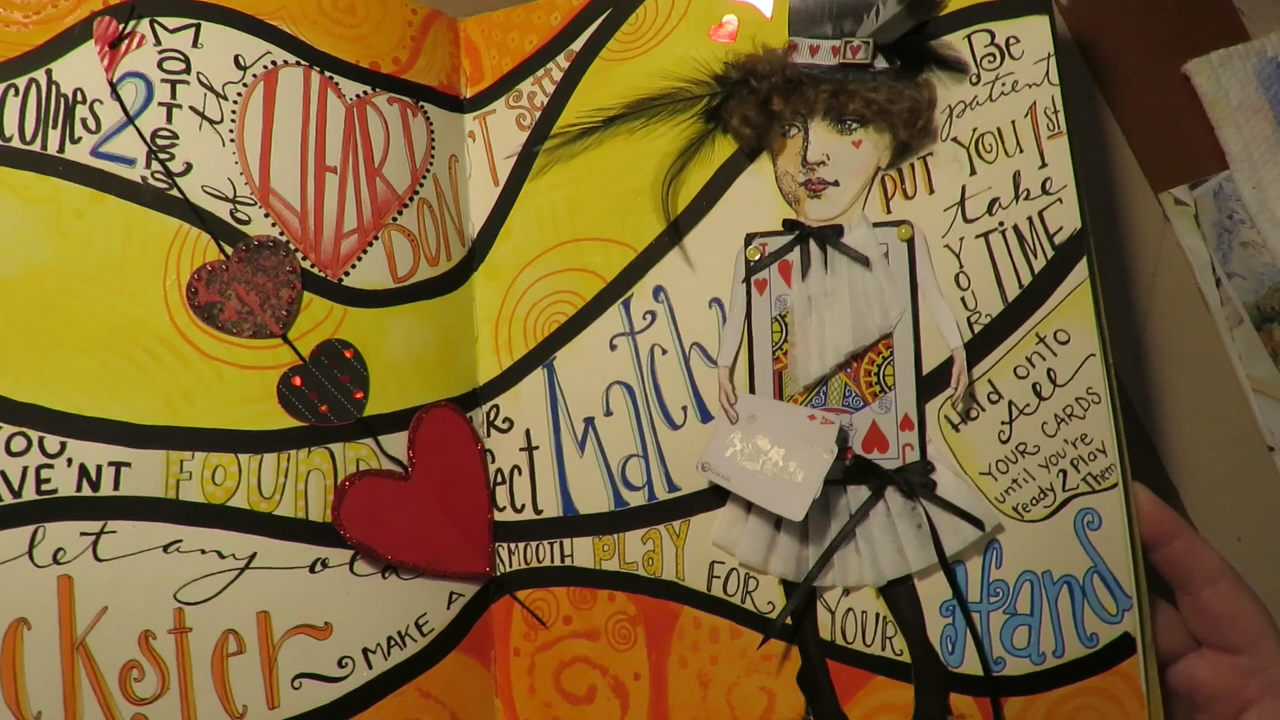 comes 2 Matters of the HEART DON'T Settle
YOU
AVE'NT FOUND
R
fect Match
PUT YOU 1st
Be
patient
take
YOUR TIME
let any old
ckster MAKE A SMOOTH PLAY FOR YOUR Hand
Hold onto
All
YOUR CARDS
until you're
ready 2 play
Them
A
J